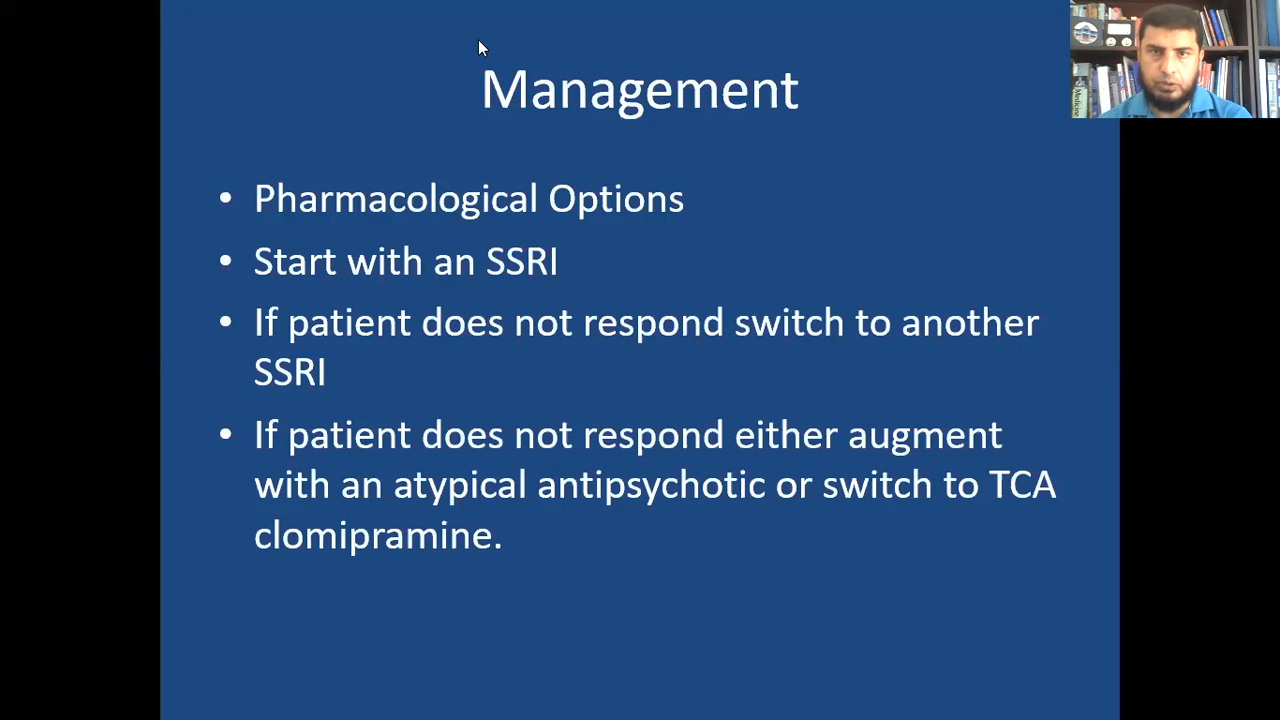 Management
• Pharmacological Options
• Start with an SSRI
• If patient does not respond switch to another
SSRI
• If patient does not respond either augment
with an atypical antipsychotic or switch to TCA
clomipramine.
Medicine